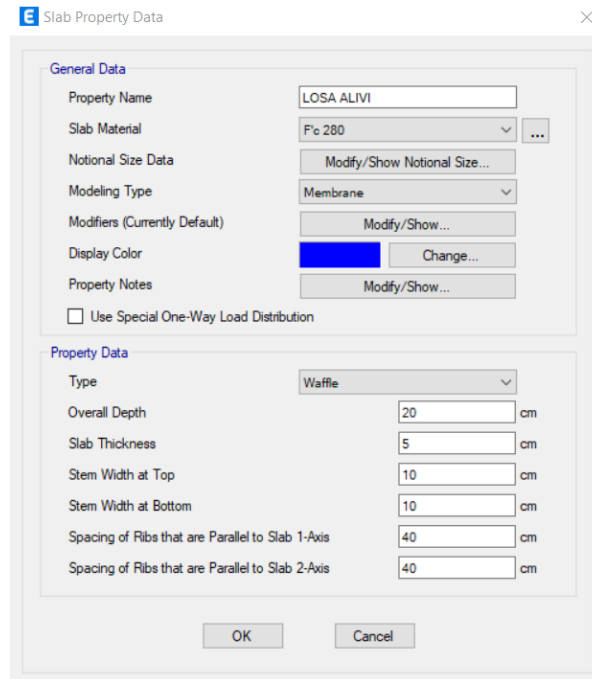 E Slab Property Data
General Data
Property Name LOSA ALIVI
Slab Material F'c 280 ...
Notional Size Data Modify/Show Notional Size...
Modeling Type Membrane
Modifiers (Currently Default) Modify/Show...
Display Color Change...
Property Notes Modify/Show...
Use Special One-Way Load Distribution
Property Data
Type Waffle
Overall Depth 20 cm
Slab Thickness 5 cm
Stem Width at Top 10 cm
Stem Width at Bottom 10 cm
Spacing of Ribs that are Parallel to Slab 1-Axis 40 cm
Spacing of Ribs that are Parallel to Slab 2-Axis 40 cm
OK Cancel